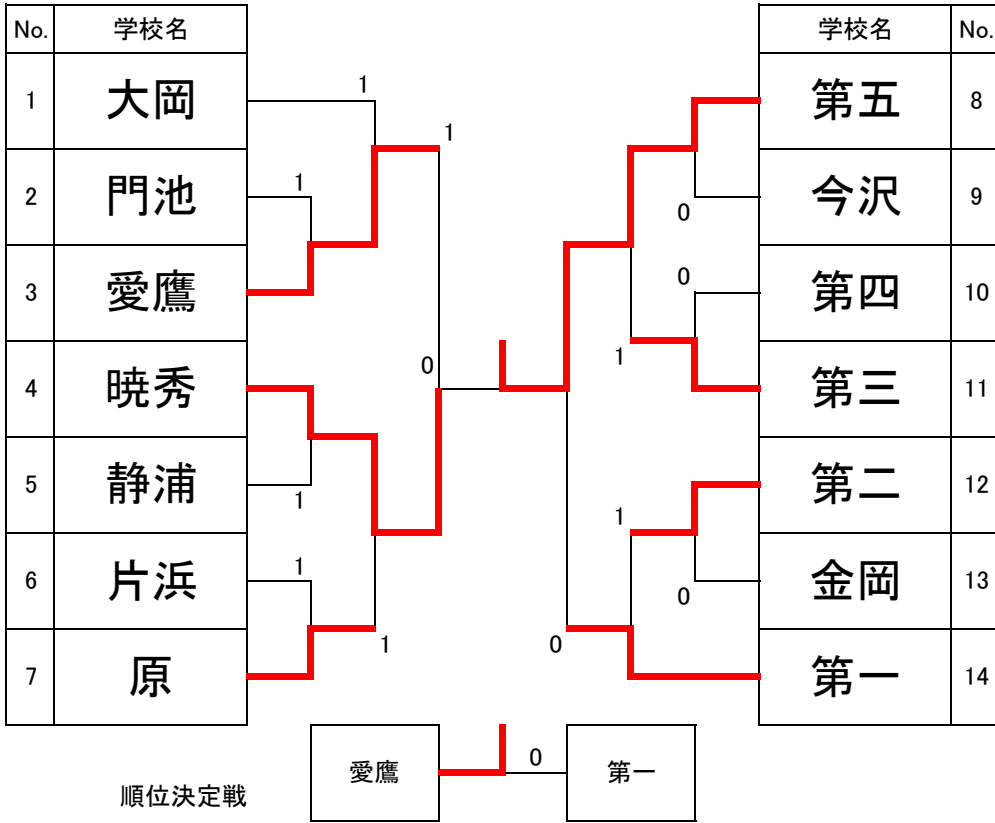 No. 学校名
1 大岡
2 門池
3 愛鷹
4 暁秀
5 静浦
6 片浜
7 原
1
1
1
1
1
1
0
学校名 No.
第五 8
今沢 9
第四 10
第三 11
第二 12
金岡 13
第一 14
0
0
1
1
0
0
順位決定戦
愛鷹 0 第一